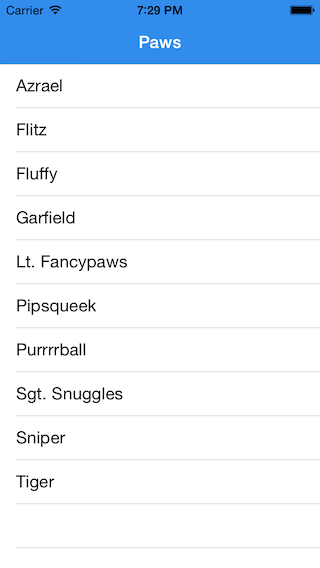 Carrier 7:29 PM
Paws
Azrael
Flitz
Fluffy
Garfield
Lt. Fancypaws
Pipsqueek
Purrrrball
Sgt. Snuggles
Sniper
Tiger